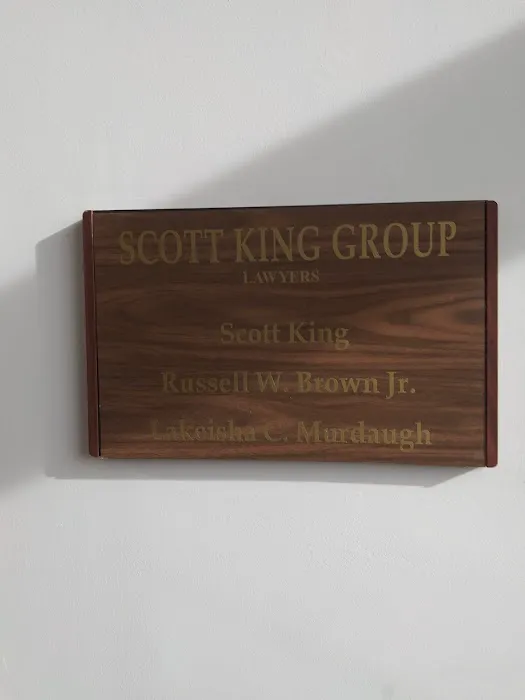 SCOTT KING GROUP
LAWYERS
Scott King
Russell W. Brown Jr.
Lakeisha C. Murdaugh